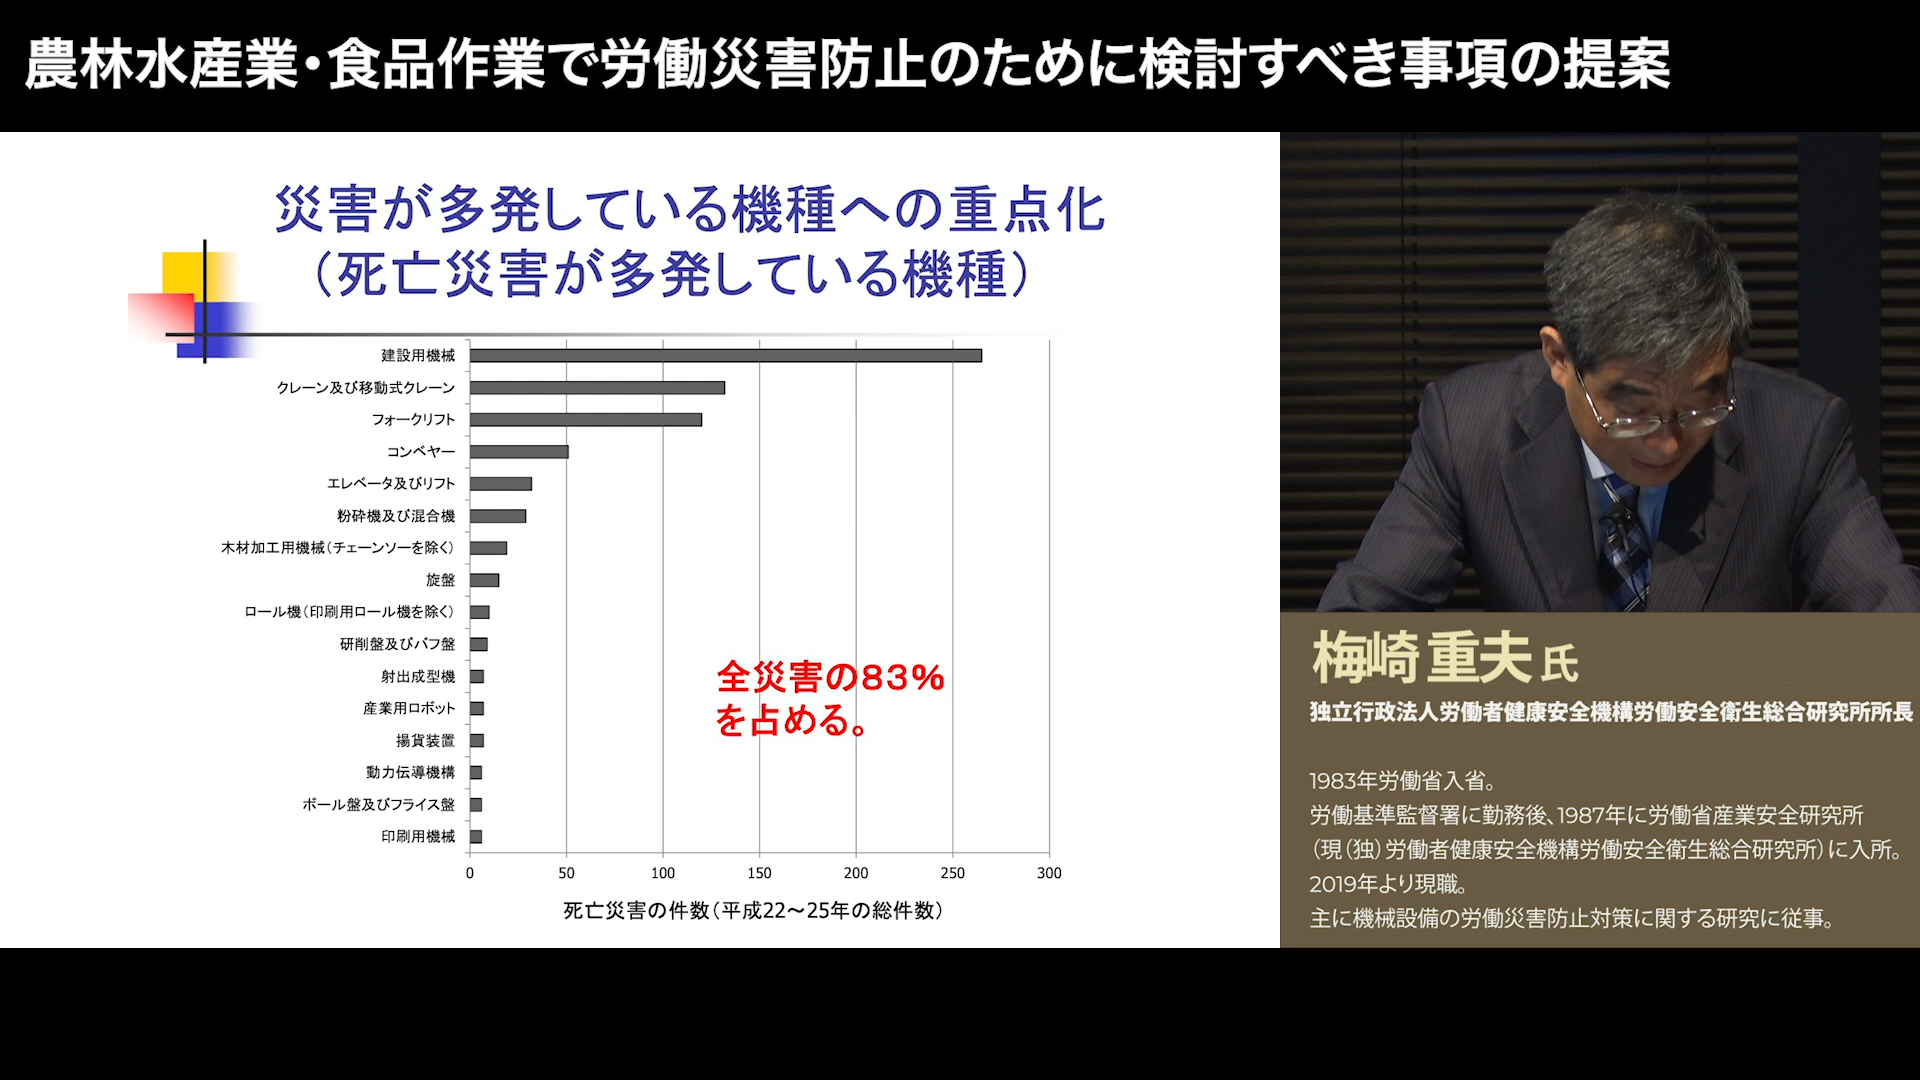 農林水産業・食品作業で労働災害防止のために検討すべき事項の提案
災害が多発している機種への重点化
（死亡災害が多発している機種）
建設用機械
クレーン及び移動式クレーン
フォークリフト
コンベヤー
エレベータ及びリフト
粉砕機及び混合機
木材加工用機械（チェーンソーを除く）
旋盤
ロール機（印刷用ロール機を除く）
研削盤及びバフ盤
射出成型機
産業用ロボット
揚貨装置
動力伝導機構
ボール盤及びフライス盤
印刷用機械
0 50 100 150 200 250 300
死亡災害の件数（平成22～25年の総件数）
全災害の83％
を占める。
梅崎 重夫 氏
独立行政法人労働者健康安全機構労働安全衛生総合研究所所長
1983年労働省入省。
労働基準監督署に勤務後、1987年に労働省産業安全研究所
（現（独）労働者健康安全機構労働安全衛生総合研究所）に入所。
2019年より現職。
主に機械設備の労働災害防止対策に関する研究に従事。